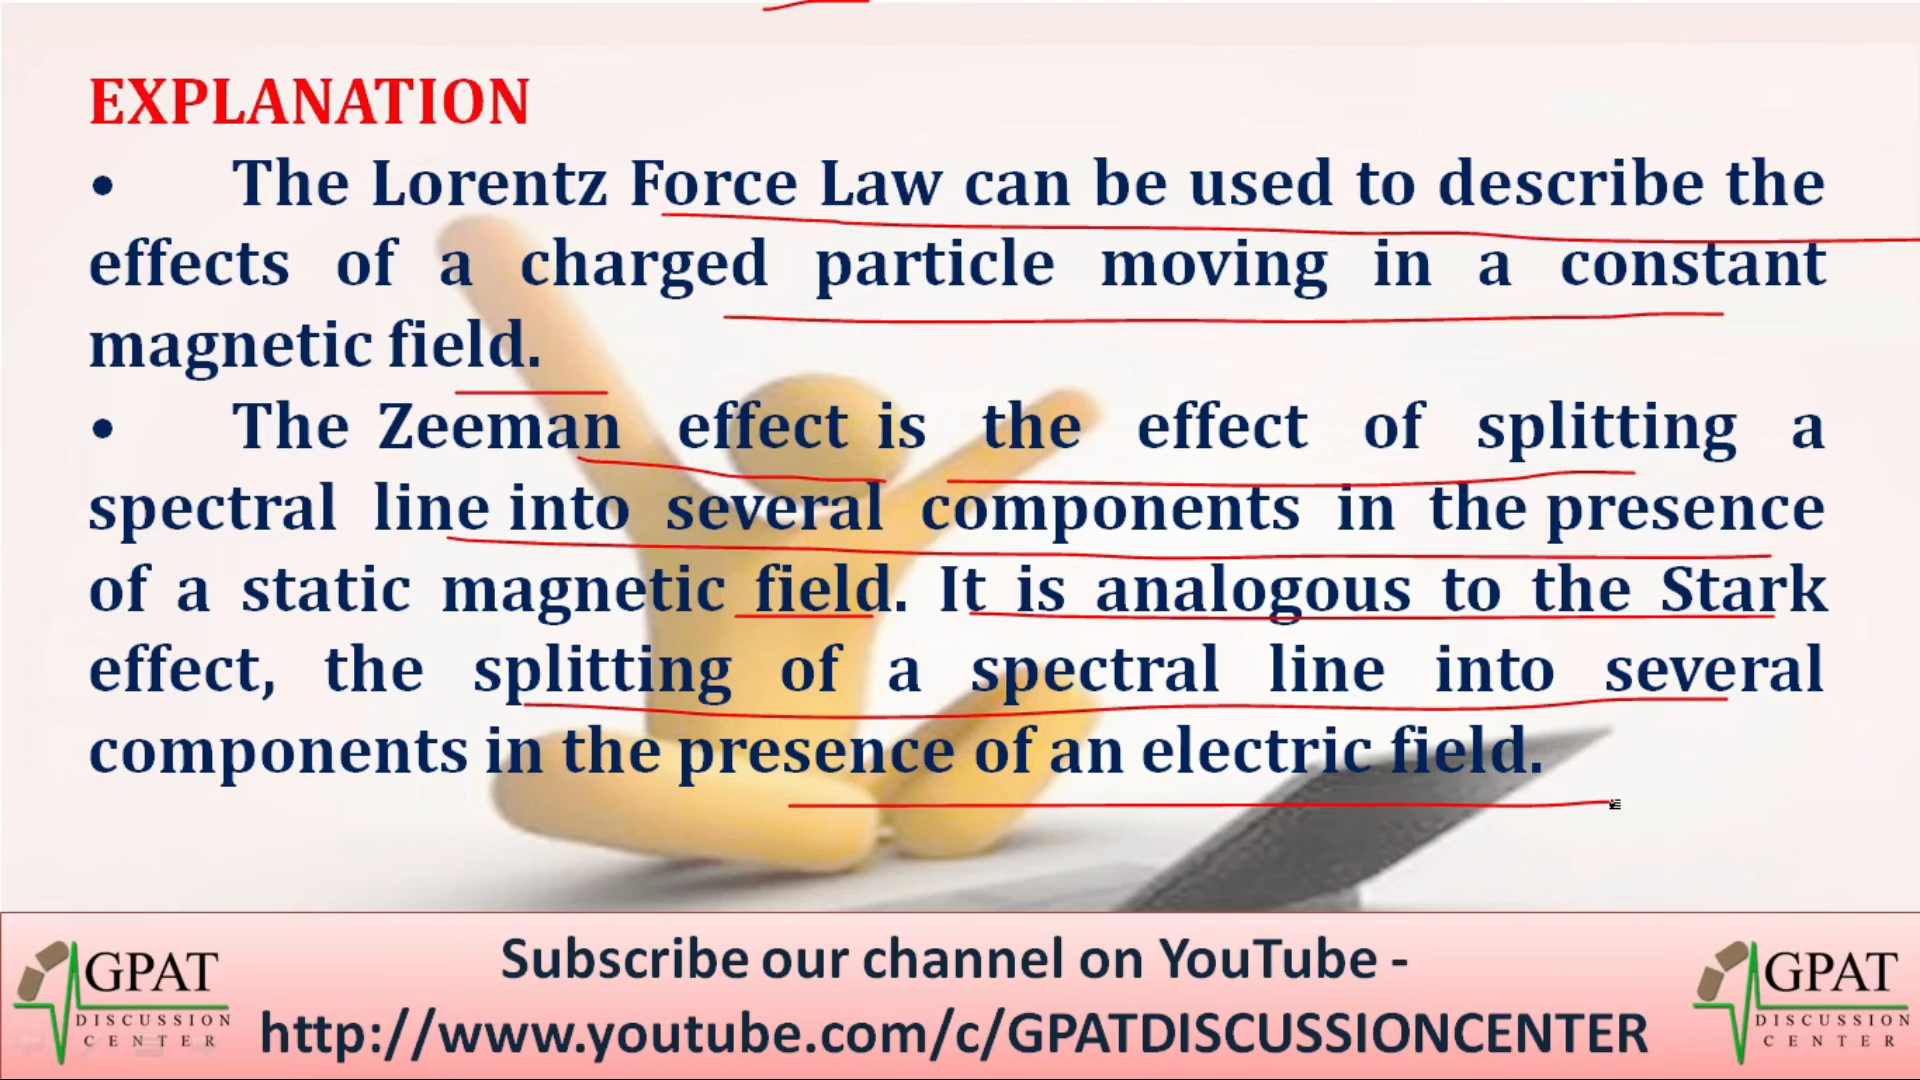 EXPLANATION
• The Lorentz Force Law can be used to describe the
effects of a charged particle moving in a constant
magnetic field.
• The Zeeman effect is the effect of splitting a
spectral line into several components in the presence
of a static magnetic field. It is analogous to the Stark
effect, the splitting of a spectral line into several
components in the presence of an electric field.
GPAT
DISCUSSION
CENTER
Subscribe our channel on YouTube -
http://www.youtube.com/c/GPATDISCUSSIONCENTER
GPAT
DISCUSSION
CENTER